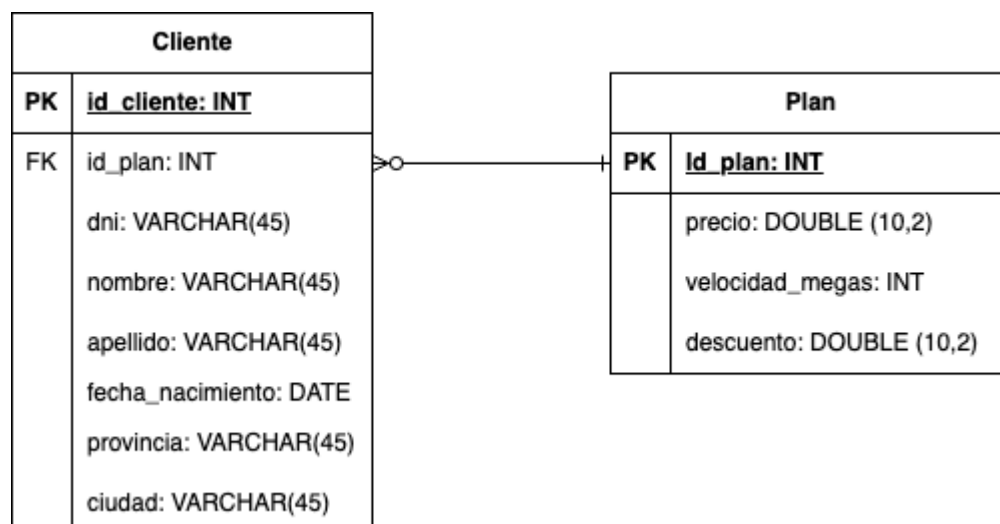 Cliente
PK id_cliente: INT
FK id_plan: INT
dni: VARCHAR(45)
nombre: VARCHAR(45)
apellido: VARCHAR(45)
fecha_nacimiento: DATE
provincia: VARCHAR(45)
ciudad: VARCHAR(45)
Plan
PK Id_plan: INT
precio: DOUBLE (10,2)
velocidad_megas: INT
descuento: DOUBLE (10,2)